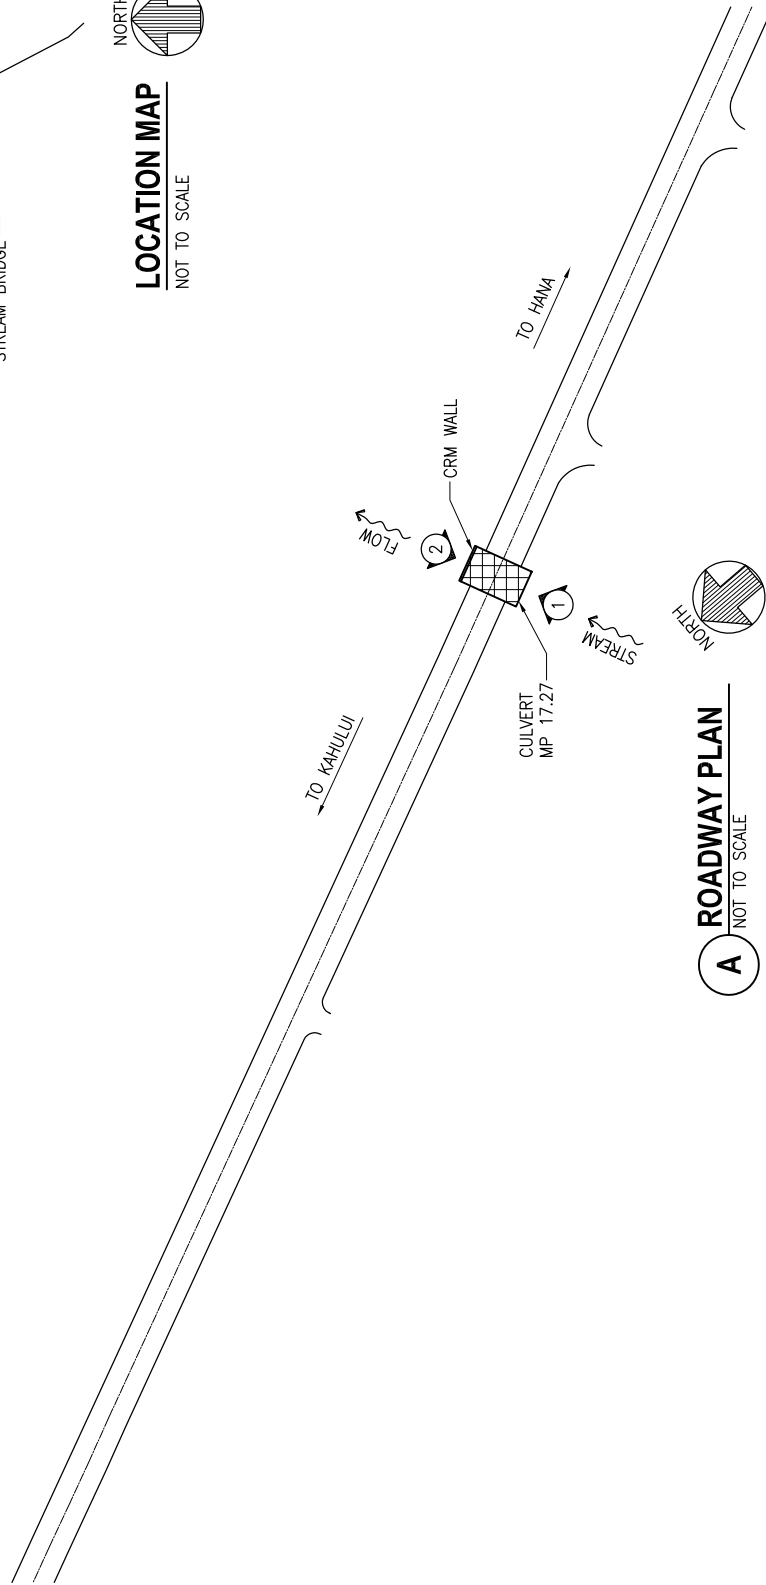 STREAM BRIDGE
NORTH
LOCATION MAP
NOT TO SCALE
TO HANA
CRM WALL
FLOW
2
1
STREAM
CULVERT
MP 17.27
TO KAHULUI
NORTH
A
ROADWAY PLAN
NOT TO SCALE